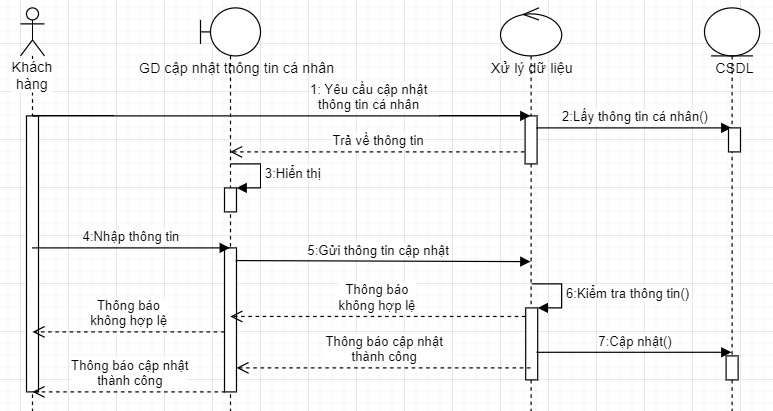 Khách
hàng
GD cập nhật thông tin cá nhân
Xử lý dữ liệu
CSDL
1: Yêu cầu cập nhật
thông tin cá nhân
2:Lấy thông tin cá nhân()
Trả về thông tin
3:Hiển thị
4:Nhập thông tin
5:Gửi thông tin cập nhật
6:Kiểm tra thông tin()
Thông báo
không hợp lệ
Thông báo
không hợp lệ
7:Cập nhật()
Thông báo cập nhật
thành công
Thông báo cập nhật
thành công